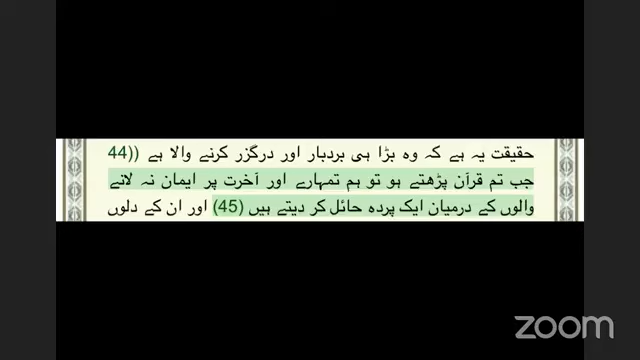 حقیقت یہ ہے کہ وہ بڑا ہی بردبار اور درگزر کرنے والا ہے ((44
جب تم قرآن پڑھتے ہو تو ہم تمہارے اور آخرت پر ایمان نہ لانے
والوں کے درمیان ایک پردہ حائل کر دیتے ہیں (45) اور ان کے دلوں
zoom